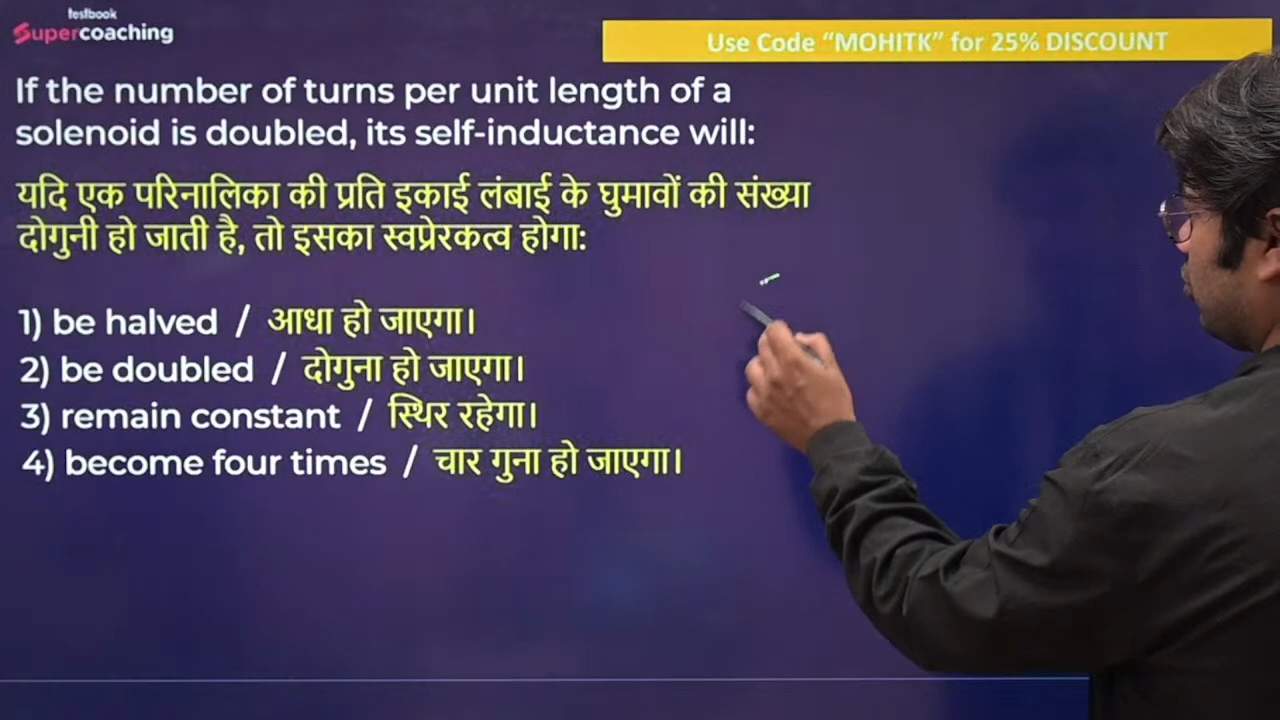 testbook
Supercoaching
Use Code “MOHITK” for 25% DISCOUNT
If the number of turns per unit length of a
solenoid is doubled, its self-inductance will:
यदि एक परिनालिका की प्रति इकाई लंबाई के घुमावों की संख्या
दोगुनी हो जाती है, तो इसका स्वप्रेरकत्व होगा:
1) be halved / आधा हो जाएगा।
2) be doubled / दोगुना हो जाएगा।
3) remain constant / स्थिर रहेगा।
4) become four times / चार गुना हो जाएगा।